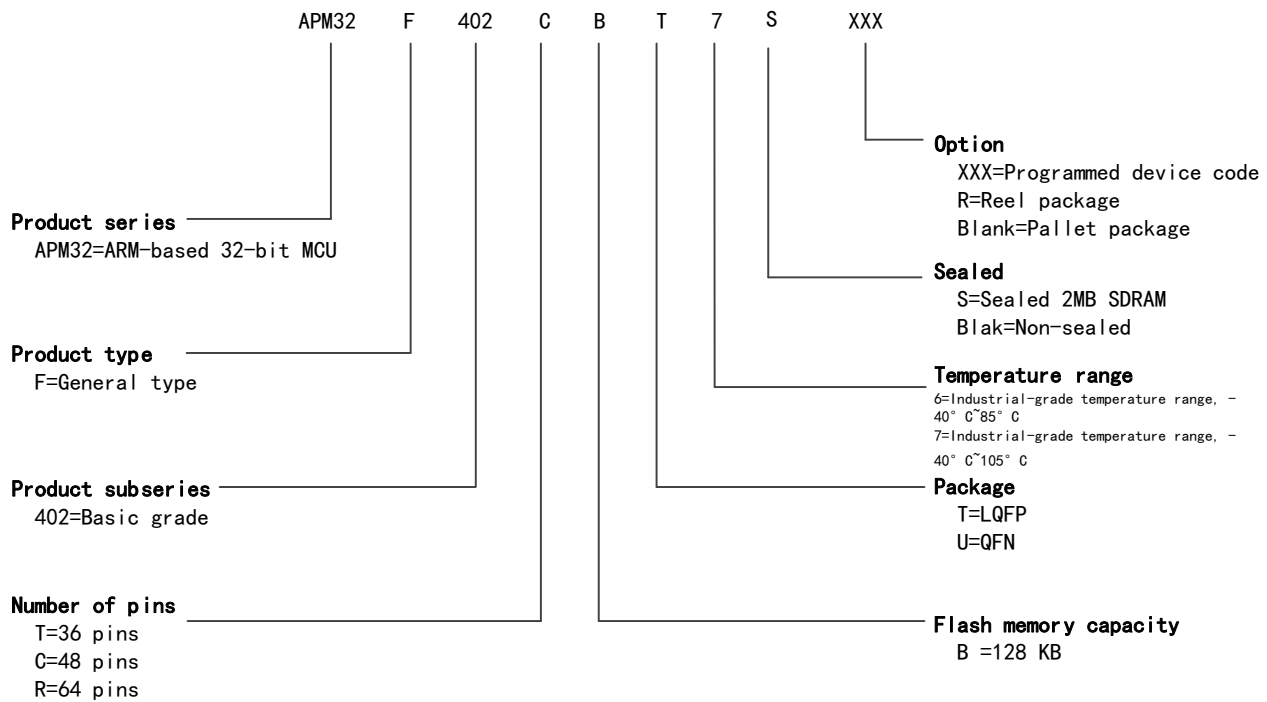 APM32 F 402 C B T 7 S XXX
Product series
APM32=ARM-based 32-bit MCU
Product type
F=General type
Product subseries
402=Basic grade
Number of pins
T=36 pins
C=48 pins
R=64 pins
Option
XXX=Programmed device code
R=Reel package
Blank=Pallet package
Sealed
S=Sealed 2MB SDRAM
Blak=Non-sealed
Temperature range
6=Industrial-grade temperature range, -
40° C~85° C
7=Industrial-grade temperature range, -
40° C~105° C
Package
T=LQFP
U=QFN
Flash memory capacity
B =128 KB